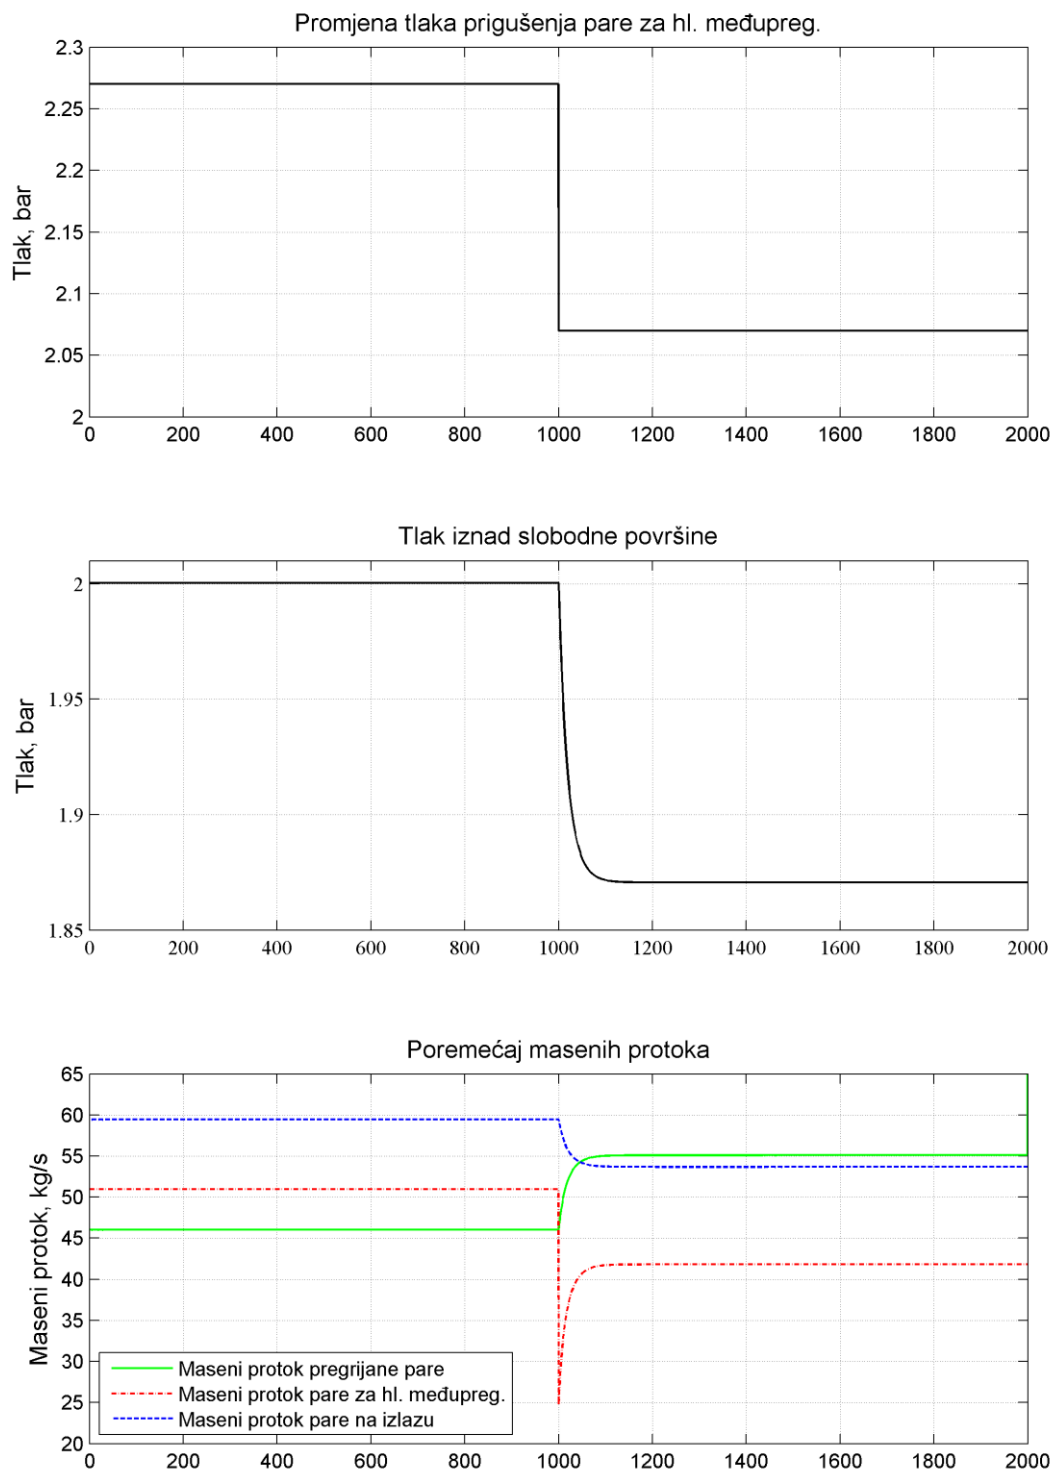 Promjena tlaka prigušenja pare za hl. međupreg.
2.3
2.25
2.2
2.15
2.1
2.05
2
Tlak, bar
0 200 400 600 800 1000 1200 1400 1600 1800 2000
Tlak iznad slobodne površine
2
1.95
1.9
1.85
Tlak, bar
0 200 400 600 800 1000 1200 1400 1600 1800 2000
Poremećaj masenih protoka
65
60
55
50
45
40
35
30
25
20
Maseni protok, kg/s
Maseni protok pregrijane pare
Maseni protok pare za hl. međupreg.
Maseni protok pare na izlazu
0 200 400 600 800 1000 1200 1400 1600 1800 2000